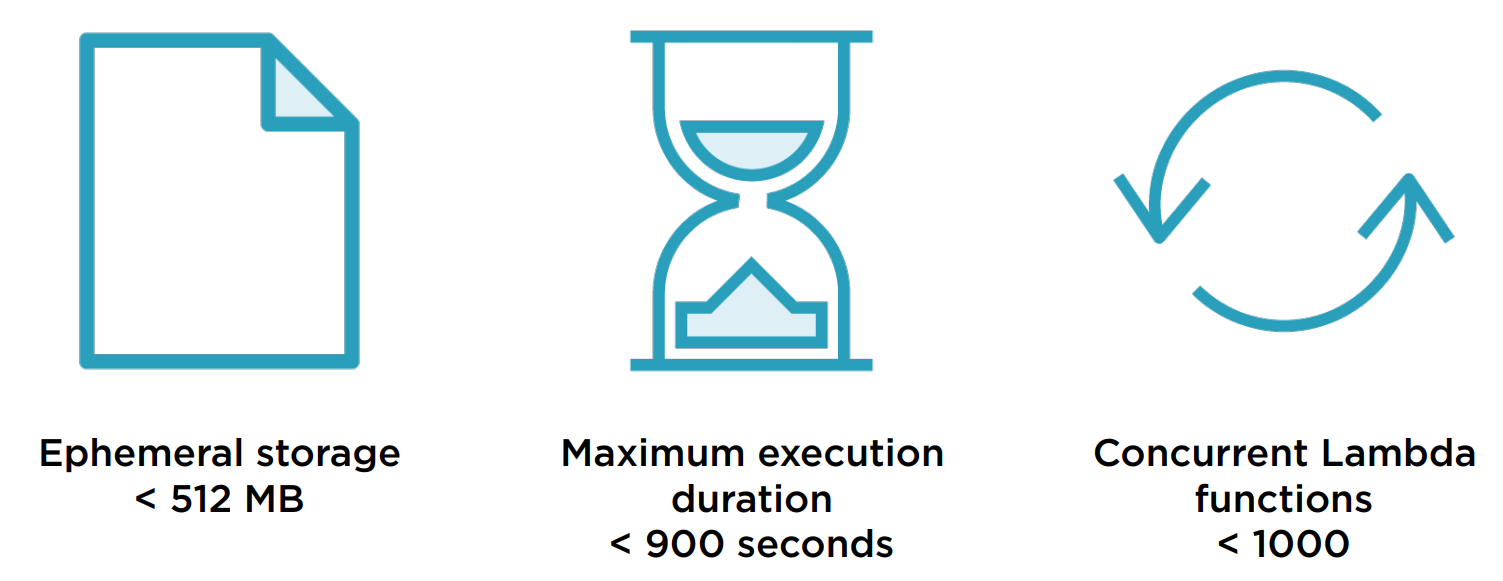 Ephemeral storage
< 512 MB
Maximum execution
duration
< 900 seconds
Concurrent Lambda
functions
< 1000